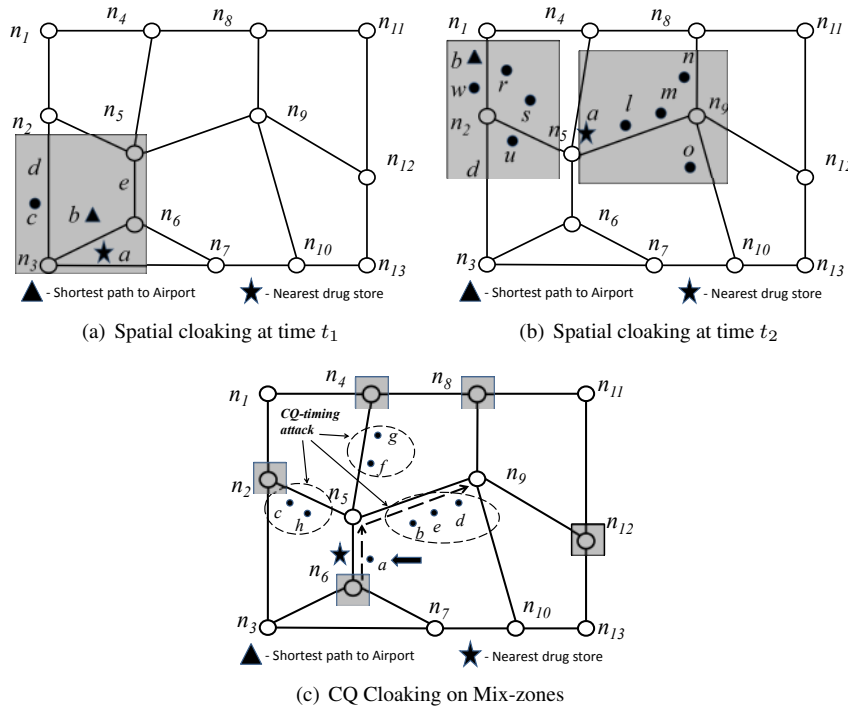 n4 n8
n1 n11
n2 n5 n9
d e n12
c b n6
n3 a n7 n10 n13
- Shortest path to Airport - Nearest drug store
(a) Spatial cloaking at time t1
n4 n8
n1 n11
b r n
w s a l m
n2 n5 n9
u o n12
d n6
n3 n7 n10 n13
- Shortest path to Airport - Nearest drug store
(b) Spatial cloaking at time t2
n4 n8
n1 n11
CQ-timing
attack
g
f
n2 n5 n9
c h b e d n12
n6 a
n3 n7 n10 n13
- Shortest path to Airport - Nearest drug store
(c) CQ Cloaking on Mix-zones